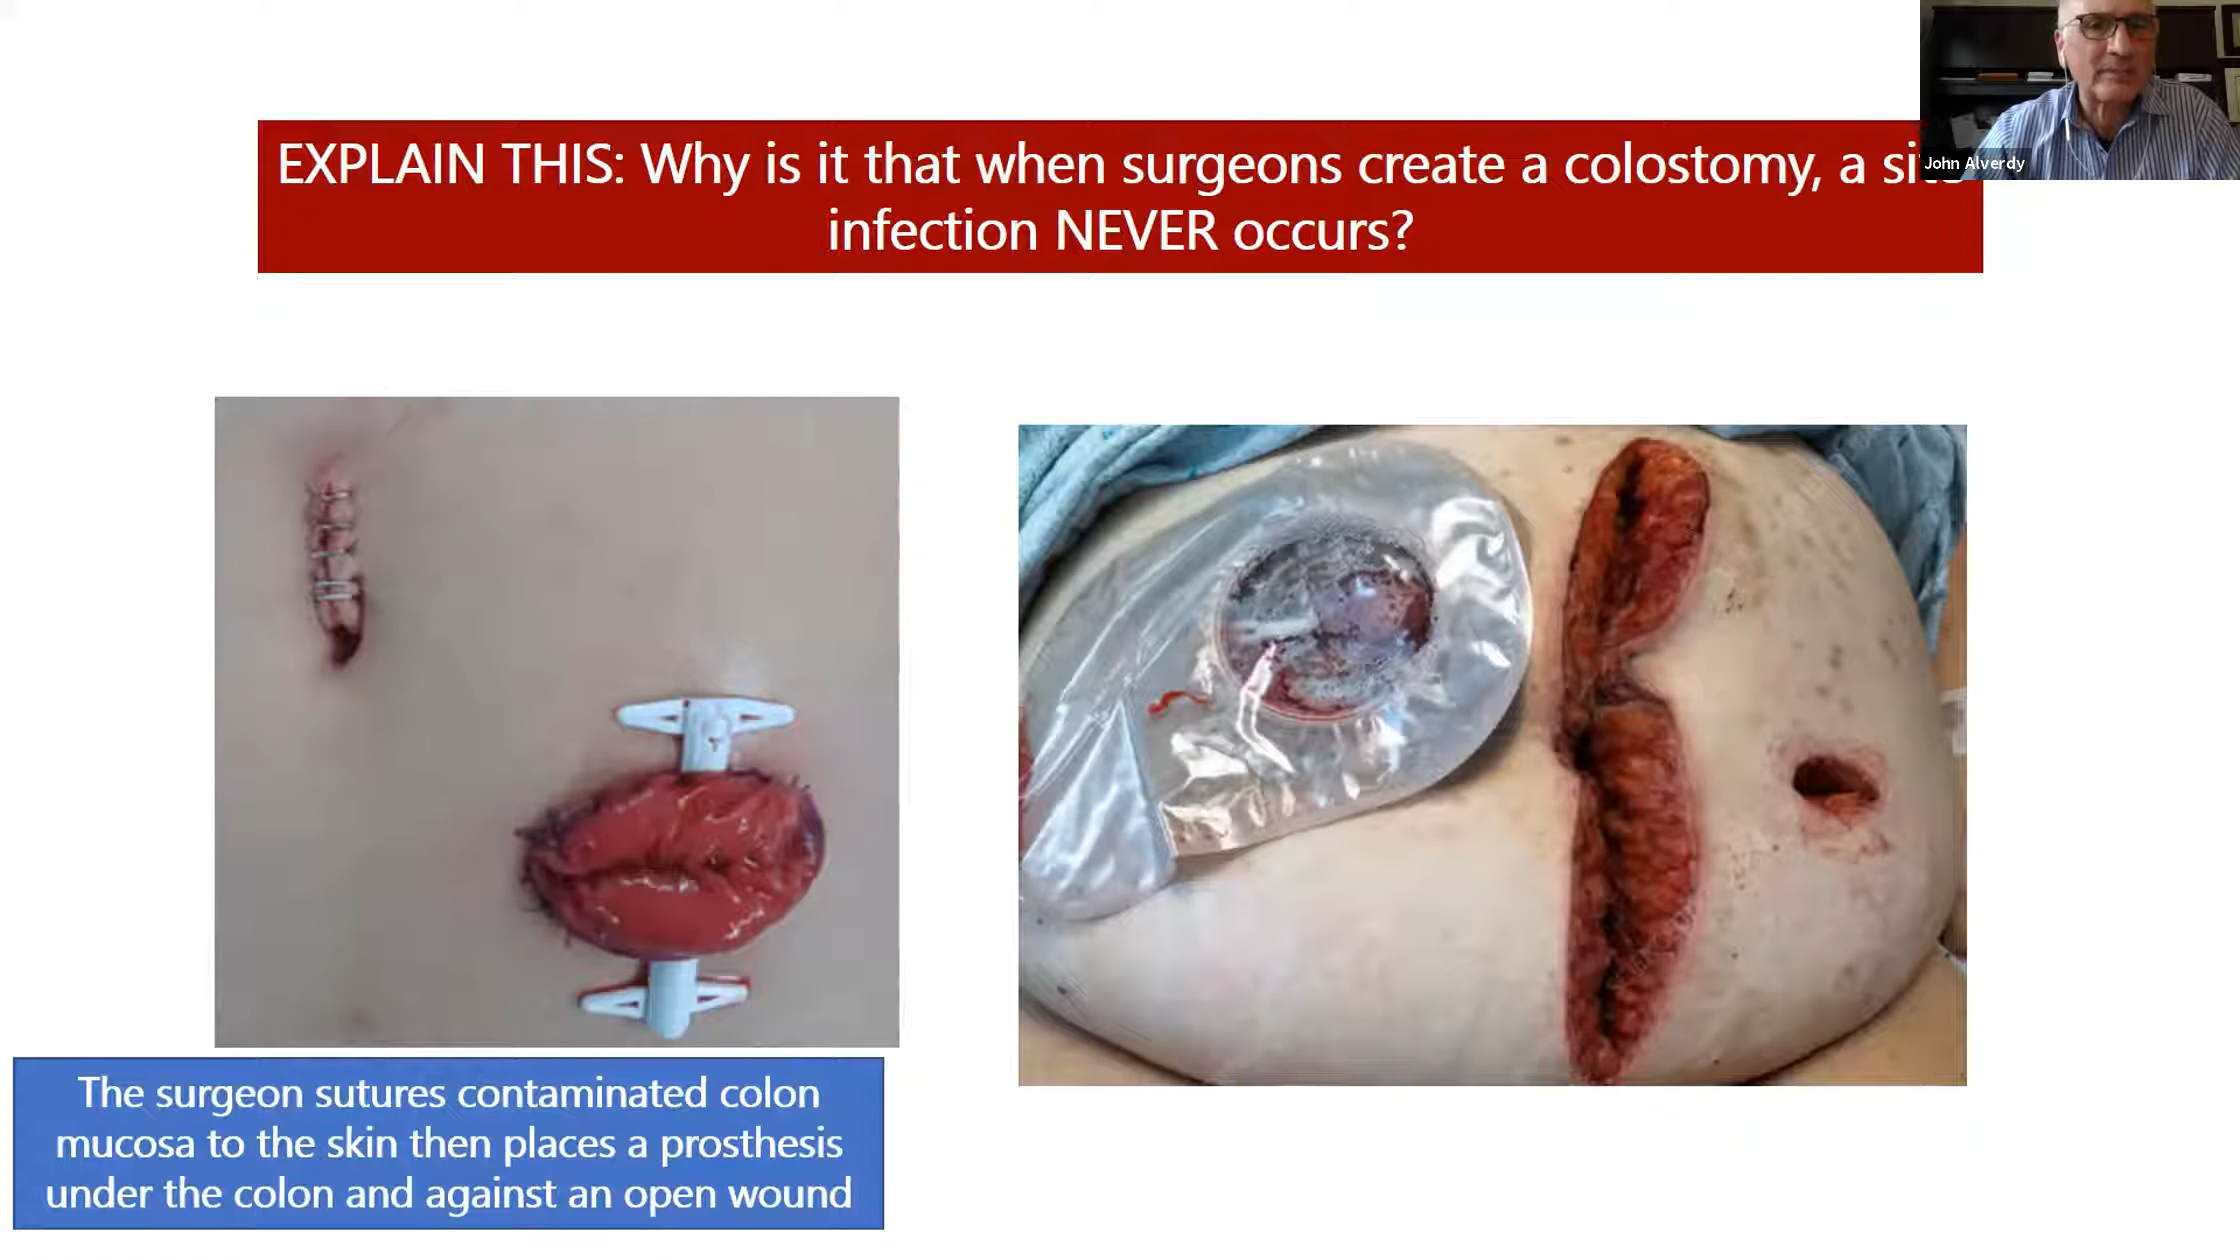 John Alverdy
EXPLAIN THIS: Why is it that when surgeons create a colostomy, a
infection NEVER occurs?
The surgeon sutures contaminated colon
mucosa to the skin then places a prosthesis
under the colon and against an open wound